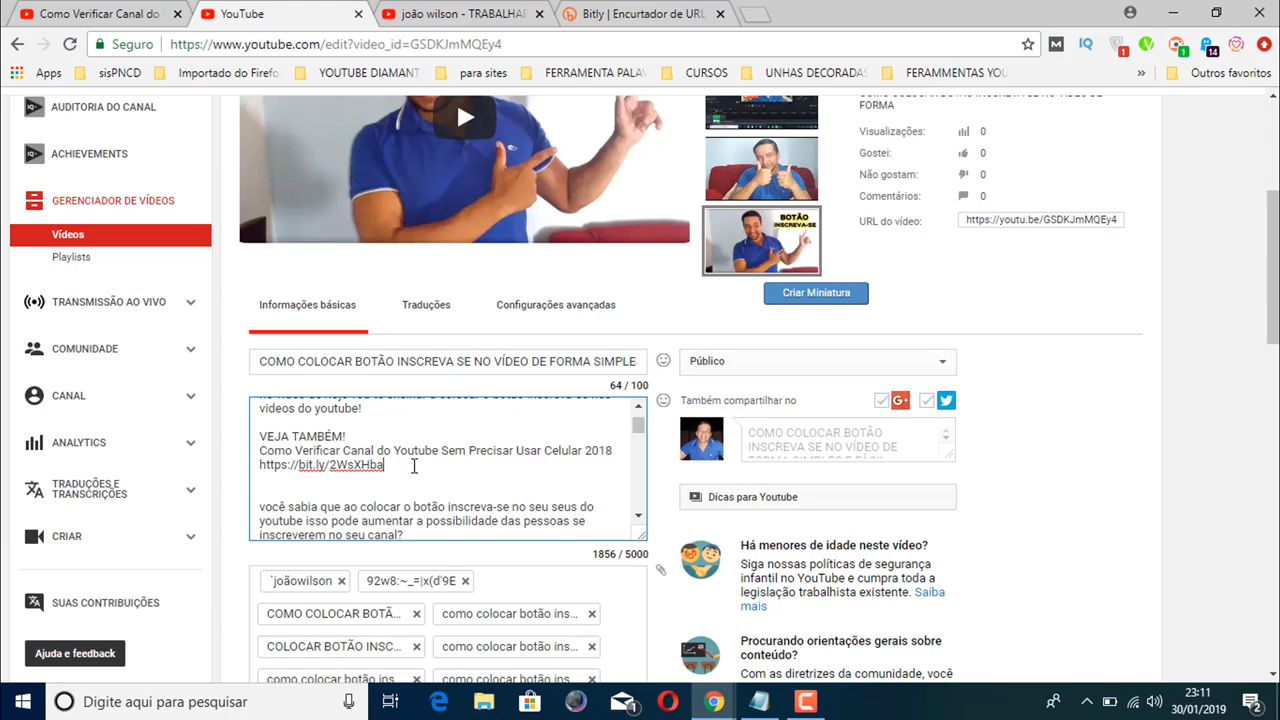 Como Verificar Canal do
YouTube
joão wilson - TRABALHAR
Bitly | Encurtador de URL
Seguro
https://www.youtube.com/edit?video_id=GSDKJmMQEy4
Apps
sisPNCD
Importado do Firefo
YOUTUBE DIAMANT
para sites
FERRAMENTA PALAV
CURSOS
UNHAS DECORADAS
FERAMMENTAS YOU
Outros favoritos
AUDITORIA DO CANAL
ACHIEVEMENTS
GERENCIADOR DE VÍDEOS
Vídeos
Playlists
TRANSMISSÃO AO VIVO
COMUNIDADE
CANAL
ANALYTICS
TRADUÇÕES E
TRANSCRIÇÕES
CRIAR
SUAS CONTRIBUIÇÕES
Ajuda e feedback
BOTÃO
INSCREVA-SE
Criar Miniatura
FORMA
Visualizações: 0
Gostei: 0
Não gostam: 0
Comentários: 0
URL do vídeo: https://youtu.be/GSDKJmMQEy4
Informações básicas
Traduções
Configurações avançadas
COMO COLOCAR BOTÃO INSCREVA SE NO VÍDEO DE FORMA SIMPLE
64 / 100
vídeos do youtube!
VEJA TAMBÉM!
Como Verificar Canal do Youtube Sem Precisar Usar Celular 2018
https://bit.ly/2WsXHba
você sabia que ao colocar o botão inscreva-se no seu seus do
youtube isso pode aumentar a possibilidade das pessoas se
inscreverem no seu canal?
1856 / 5000
`joãowilson
92w8:~_=|x(d'9E
COMO COLOCAR BOTÃ...
como colocar botão ins...
COLOCAR BOTÃO INSC...
como colocar botão ins...
como colocar botão ins...
como colocar botão ins...
Público
Também compartilhar no
COMO COLOCAR BOTÃO
INSCREVA SE NO VÍDEO DE
FORMA SIMPLES E FÁCIL
Dicas para Youtube
Há menores de idade neste vídeo?
Siga nossas políticas de segurança
infantil no YouTube e cumpra toda a
legislação trabalhista existente. Saiba
mais
Procurando orientações gerais sobre
conteúdo?
Com as diretrizes da comunidade, você
Digite aqui para pesquisar
23:11
30/01/2019